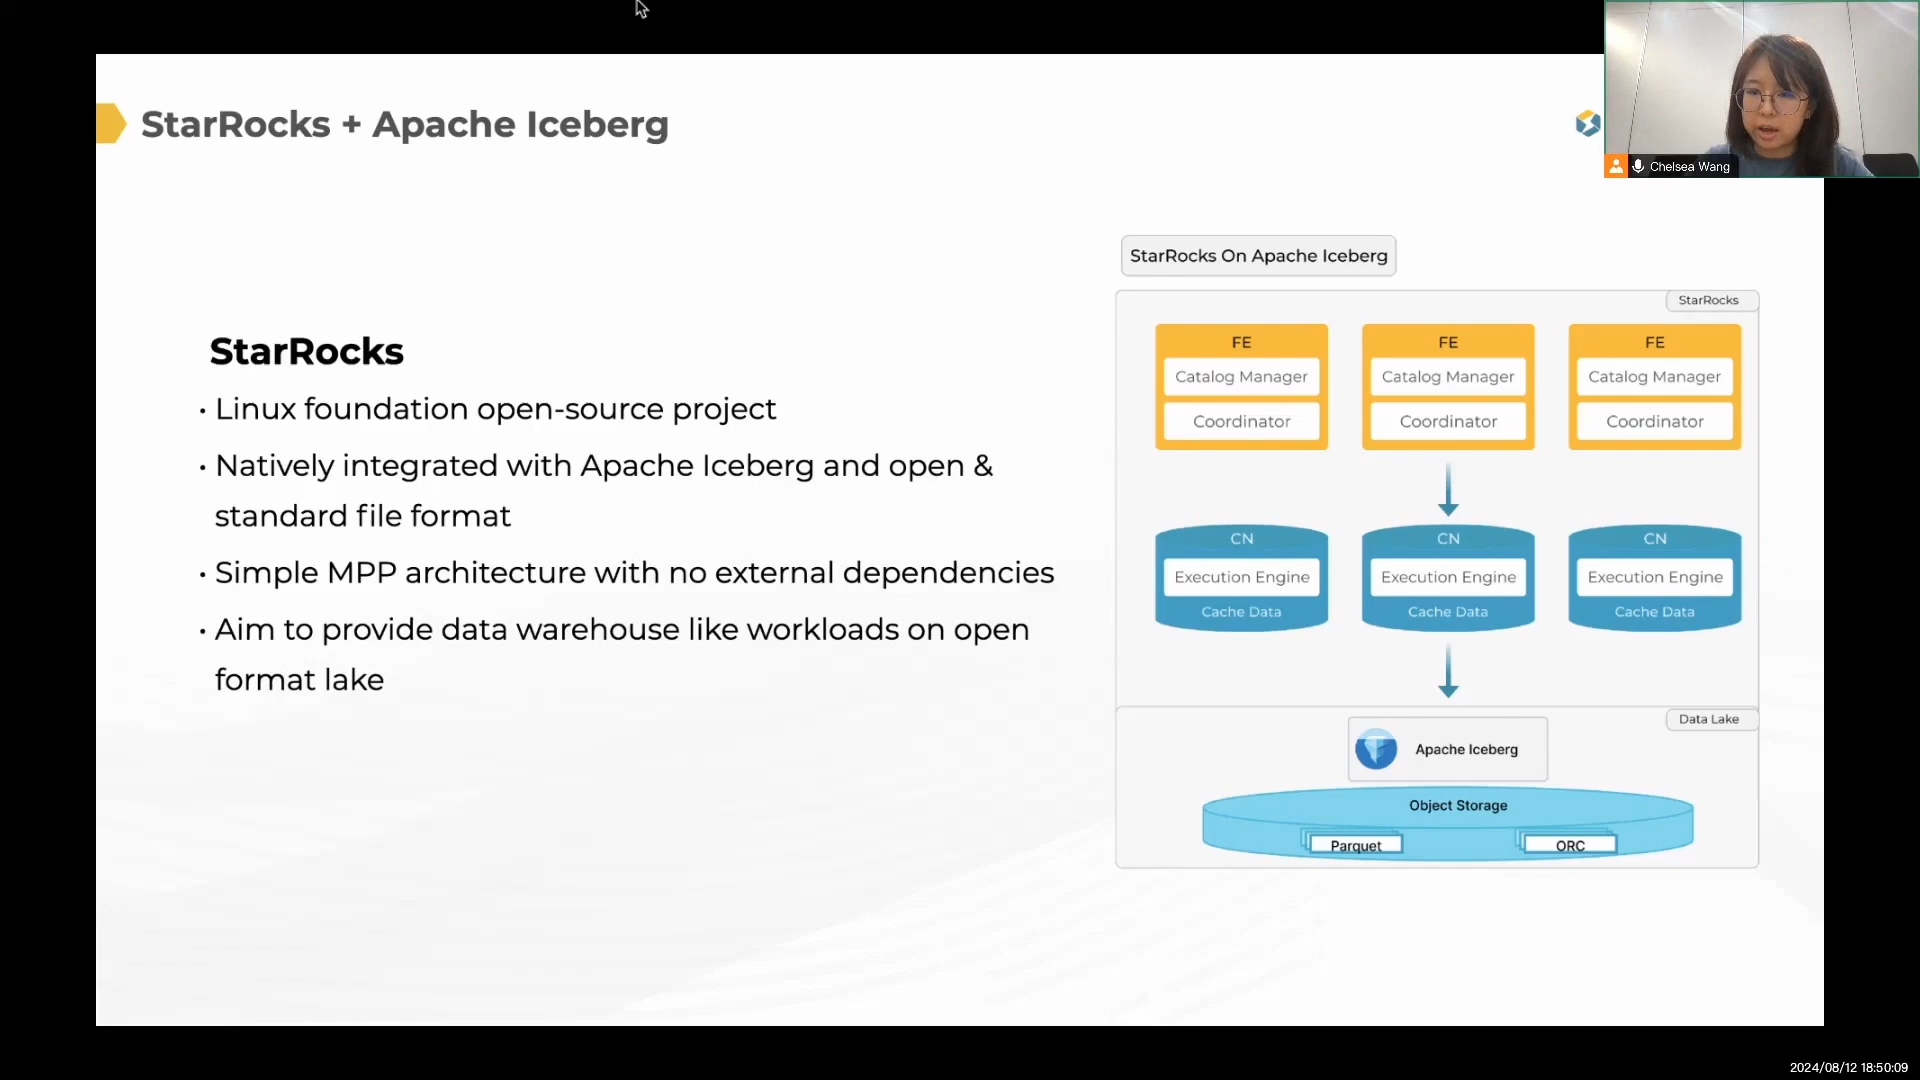 StarRocks + Apache Iceberg
Chelsea Wang
StarRocks
· Linux foundation open-source project
· Natively integrated with Apache Iceberg and open &
standard file format
· Simple MPP architecture with no external dependencies
· Aim to provide data warehouse like workloads on open
format lake
StarRocks On Apache Iceberg
StarRocks
FE
Catalog Manager
Coordinator
FE
Catalog Manager
Coordinator
FE
Catalog Manager
Coordinator
CN
Execution Engine
Cache Data
CN
Execution Engine
Cache Data
CN
Execution Engine
Cache Data
Data Lake
Apache Iceberg
Object Storage
Parquet
ORC
2024/08/12 18:50:09